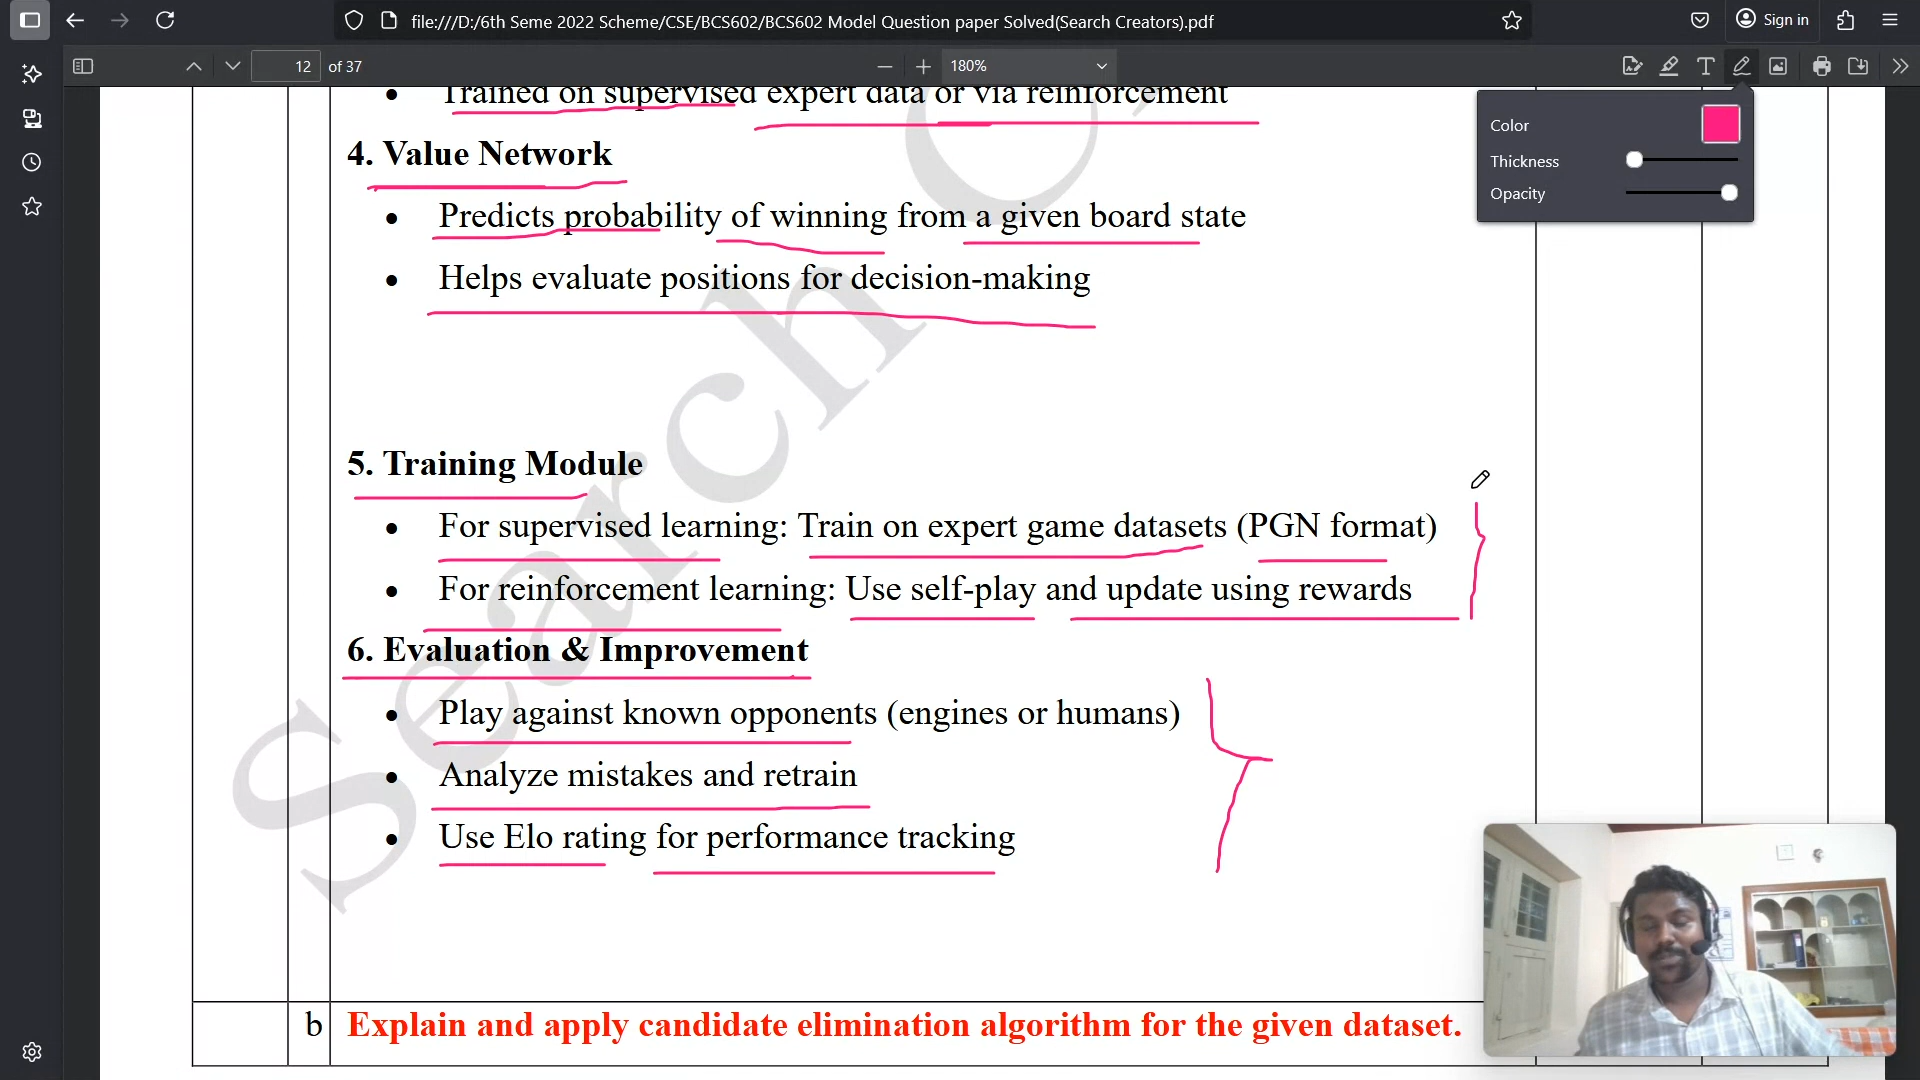 file:///D:/6th Seme 2022 Scheme/CSE/BCS602/BCS602 Model Question paper Solved(Search Creators).pdf
Sign in
12 of 37
180%
Color
Thickness
Opacity
• Trained on supervised expert data or via reinforcement
4. Value Network
• Predicts probability of winning from a given board state
• Helps evaluate positions for decision-making
5. Training Module
• For supervised learning: Train on expert game datasets (PGN format)
• For reinforcement learning: Use self-play and update using rewards
6. Evaluation & Improvement
• Play against known opponents (engines or humans)
• Analyze mistakes and retrain
• Use Elo rating for performance tracking
b Explain and apply candidate elimination algorithm for the given dataset.
Search C